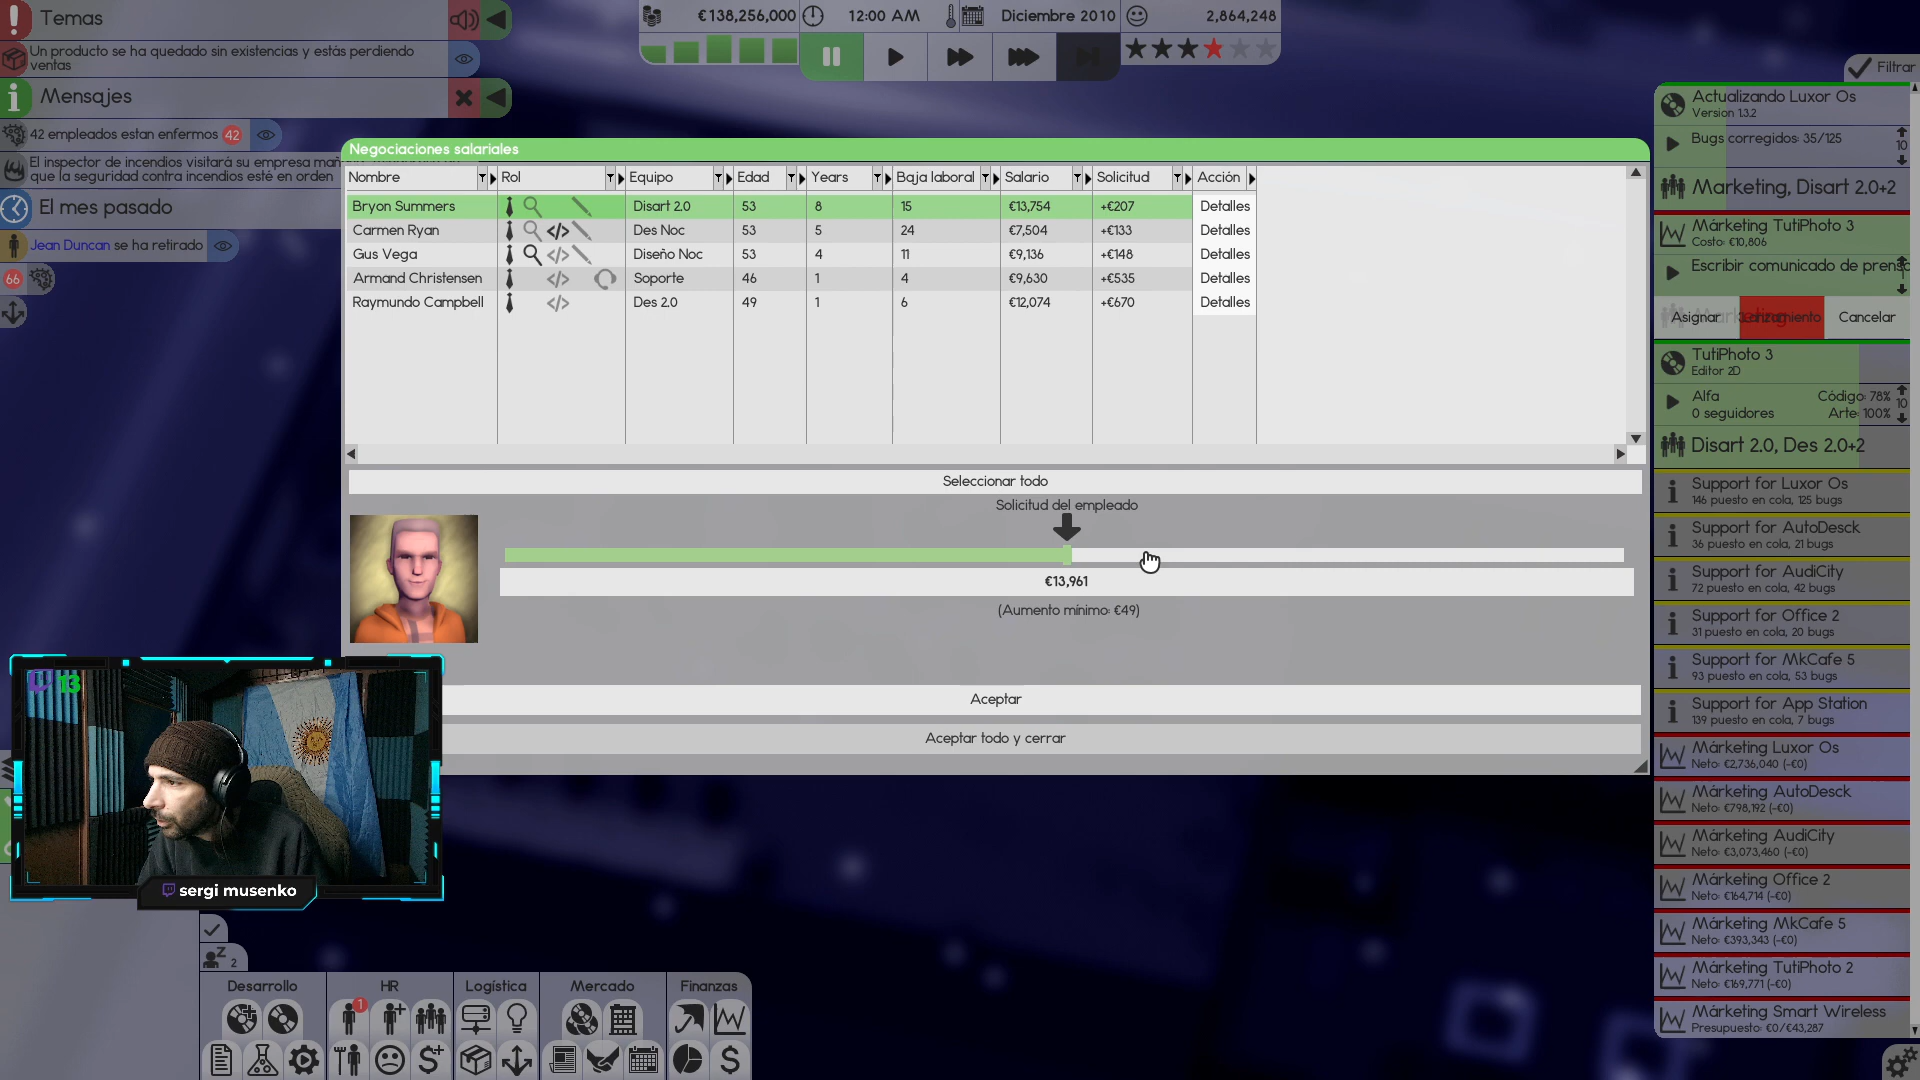 Temas
Un producto se ha quedado sin existencias y estás perdiendo
ventas
Mensajes
42 empleados estan enfermos 42
El inspector de incendios visitará su empresa mañ
que la seguridad contra incendios esté en orden
El mes pasado
Jean Duncan se ha retirado
66
€138,256,000
12:00 AM
Diciembre 2010
2,864,248
Filtrar
Negociaciones salariales
Nombre Rol Equipo Edad Years Baja laboral Salario Solicitud Acción
Bryon Summers Disart 2.0 53 8 15 €13,754 +€207 Detalles
Carmen Ryan Des Noc 53 5 24 €7,504 +€133 Detalles
Gus Vega Diseño Noc 53 4 11 €9,136 +€148 Detalles
Armand Christensen Soporte 46 1 4 €9,630 +€535 Detalles
Raymundo Campbell Des 2.0 49 1 6 €12,074 +€670 Detalles
Seleccionar todo
Solicitud del empleado
€13,961
(Aumento mínimo: €49)
Aceptar
Aceptar todo y cerrar
Actualizando Luxor Os
Version 1.3.2
Bugs corregidos: 35/125
10
Marketing, Disart 2.0+2
Márketing TutiPhoto 3
Costo: €10,806
Escribir comunicado de prens
Asignar
Cancelar
TutiPhoto 3
Editor 2D
Alfa Código: 78%
10
0 seguidores Arte: 100%
Disart 2.0, Des 2.0+2
Support for Luxor Os
146 puesto en cola, 125 bugs
Support for AutoDesck
36 puesto en cola, 21 bugs
Support for AudiCity
72 puesto en cola, 42 bugs
Support for Office 2
31 puesto en cola, 20 bugs
Support for MkCafe 5
93 puesto en cola, 53 bugs
Support for App Station
139 puesto en cola, 7 bugs
Márketing Luxor Os
Neto: €2,736,040 (-€0)
Márketing AutoDesck
Neto: €798,192 (-€0)
Márketing AudiCity
Neto: €3,073,460 (-€0)
Márketing Office 2
Neto: €164,714 (-€0)
Márketing MkCafe 5
Neto: €393,343 (-€0)
Márketing TutiPhoto 2
Neto: €169,771 (-€0)
Márketing Smart Wireless
Presupuesto: €0/€43,287
13
sergi musenko
2
Desarrollo HR Logística Mercado Finanzas
1